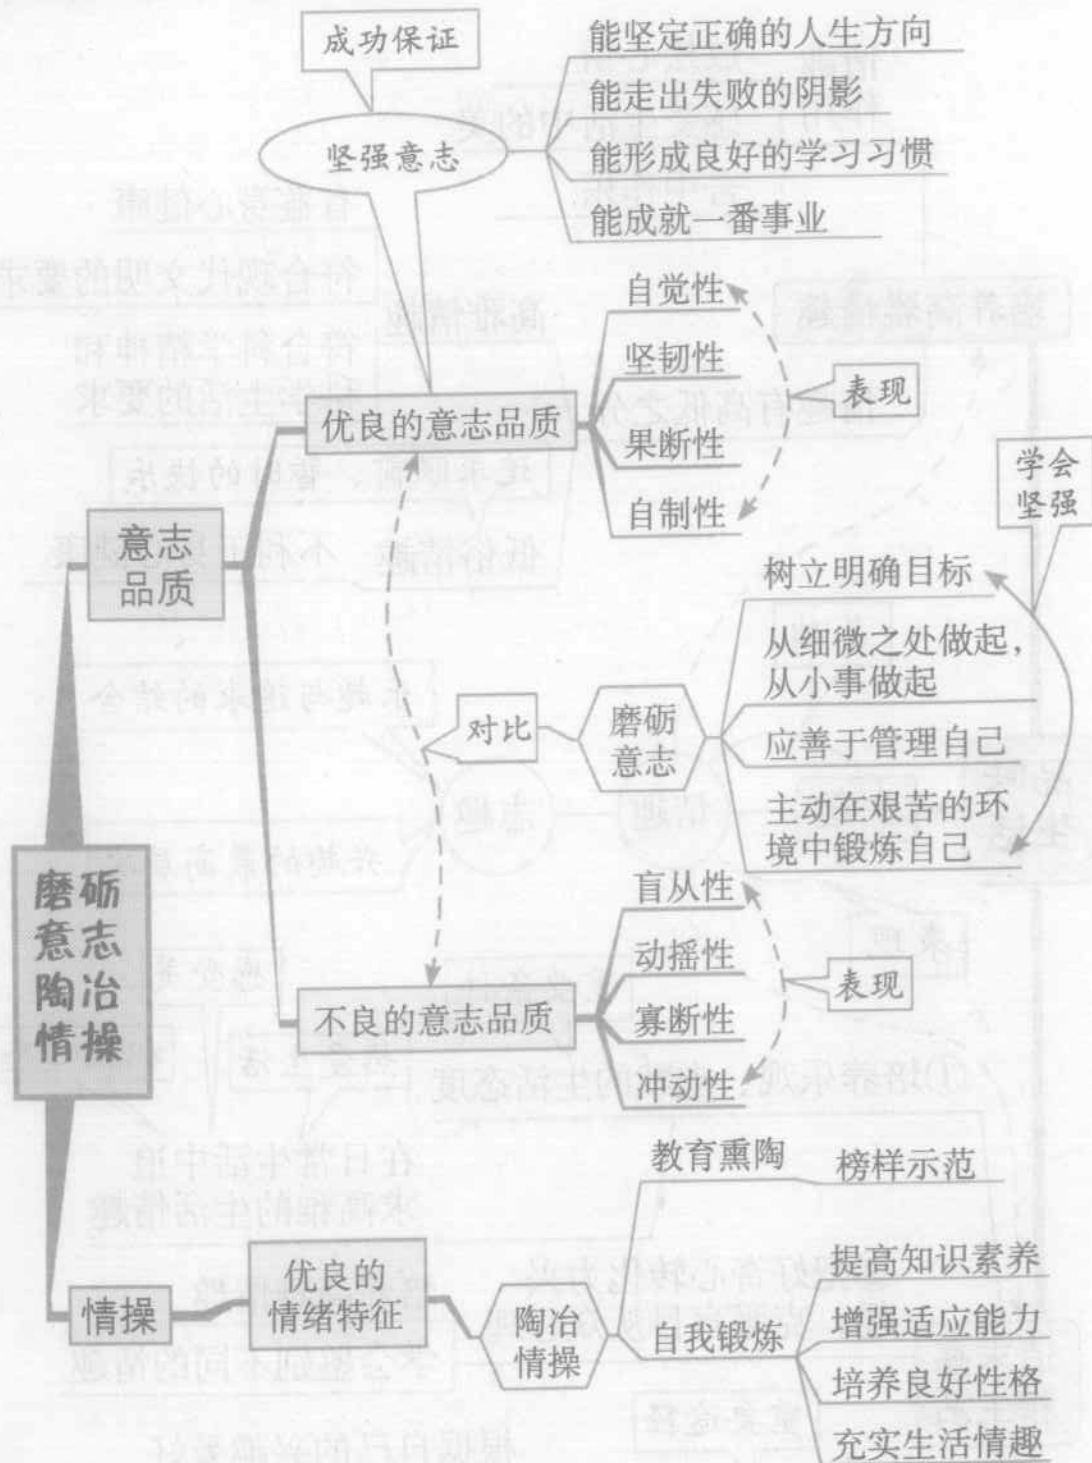 成功保证
坚强意志
能坚定正确的人生方向
能走出失败的阴影
能形成良好的学习习惯
能成就一番事业
自觉性
坚韧性
果断性
自制性
表现
优良的意志品质
学会
坚强
意志
品质
树立明确目标
从细微之处做起，
从小事做起
应善于管理自己
主动在艰苦的环
境中锻炼自己
对比
磨砺
意志
磨砺
意志
陶冶
情操
盲从性
动摇性
寡断性
冲动性
表现
不良的意志品质
教育熏陶
榜样示范
情操
优良的
情绪特征
陶冶
情操
自我锻炼
提高知识素养
增强适应能力
培养良好性格
充实生活情趣